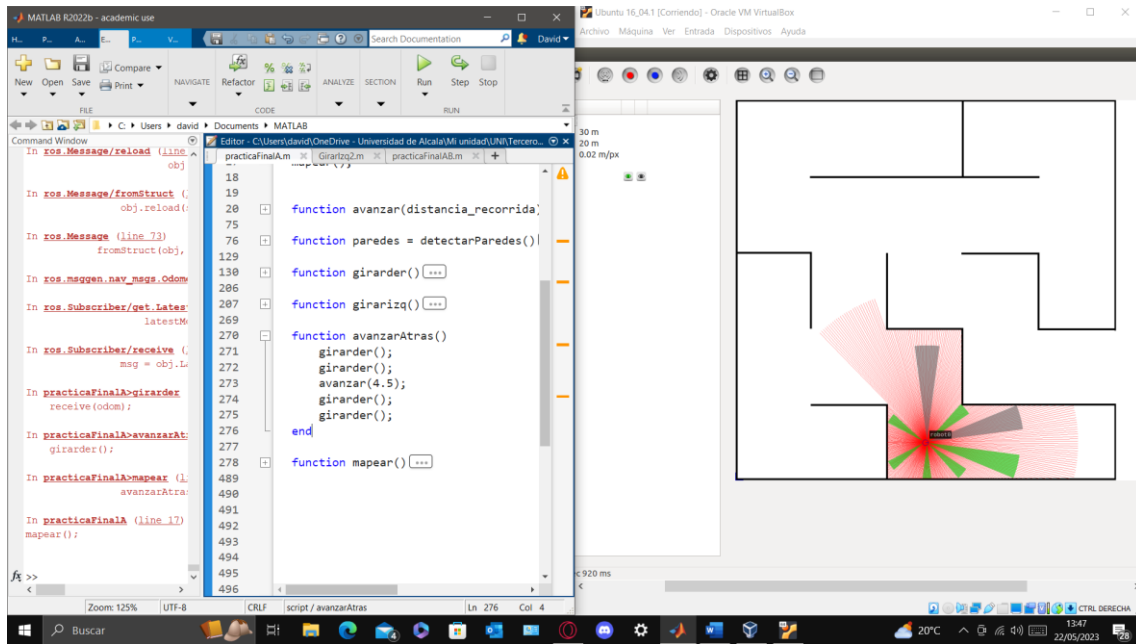 MATLAB R2022b - academic use
H... P... A... E... P... V... Search Documentation David
New Open Save Compare Print NAVIGATE Refactor ANALYZE SECTION Run Step Stop
FILE CODE RUN
C: Users david Documents MATLAB
Command Window
In ros.Message/reload (line
obj
In ros.Message/fromStruct (
obj.reload(
In ros.Message (line 73)
fromStruct(obj,
In ros.msggen.nav_msgs.Odom
In ros.Subscriber/get.Lates
latestM
In ros.Subscriber/receive (
msg = obj.L
In practicaFinalA>girarder
receive(odom);
In practicaFinalA>avanzarAt
girarder();
In practicaFinalA>mapear (l
avanzarAtra
In practicaFinalA (line 17)
mapear();
fx >>
Editor - C:\Users\david\OneDrive - Universidad de Alcala\Mi unidad\UNI\Tercero...
practicaFinalA.m GirarIzq2.m practicaFinalAB.m +
mapear();
18
19
20 function avanzar(distancia_recorrida)
75
76 function paredes = detectarParedes()
129
130 function girarder() ...
206
207 function girarizq() ...
269
270 function avanzarAtras()
271 girarder();
272 girarder();
273 avanzar(4.5);
274 girarder();
275 girarder();
276 end
277
278 function mapear() ...
489
490
491
492
493
494
495
496
Zoom: 125% UTF-8 CRLF script / avanzarAtras Ln 276 Col 4
Ubuntu 16_04.1 [Corriendo] - Oracle VM VirtualBox
Archivo Máquina Ver Entrada Dispositivos Ayuda
30 m
20 m
0.02 m/px
robot0
920 ms
CTRL DERECHA
Buscar
20°C
13:47
22/05/2023
28